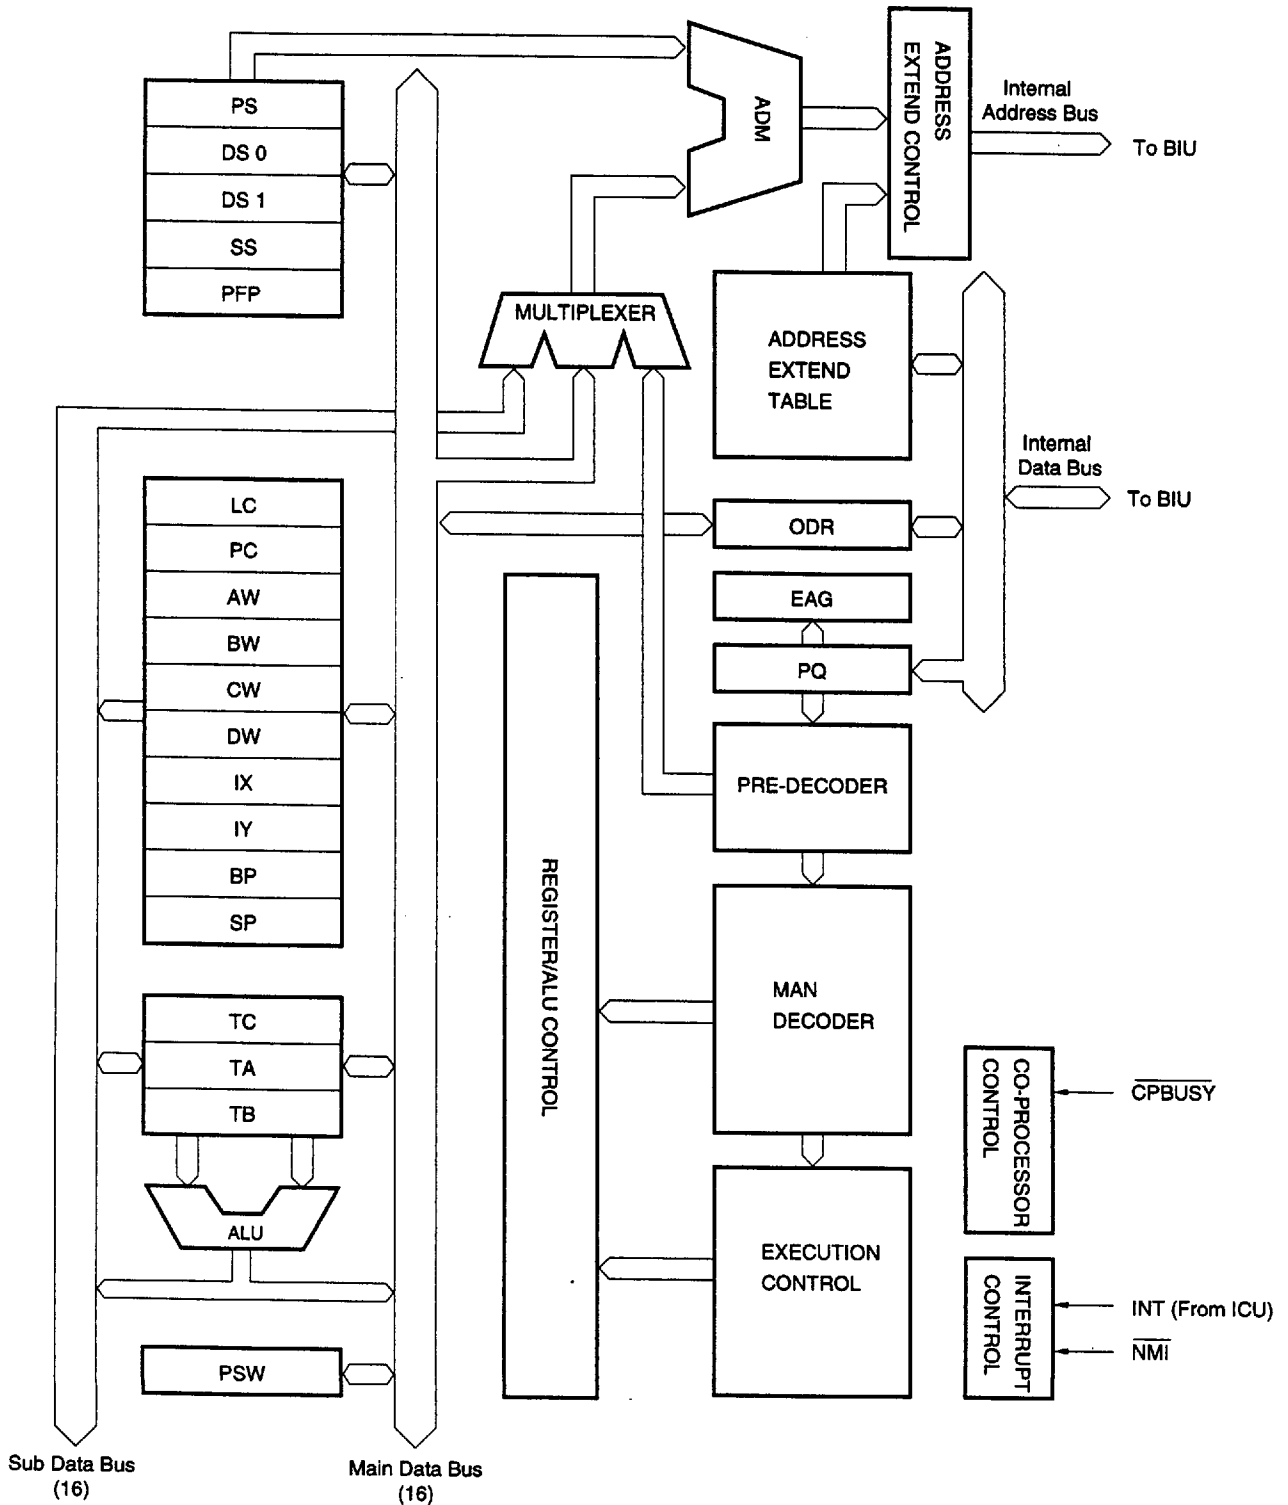 PS
DS 0
DS 1
SS
PFP
ADM
ADDRESS
EXTEND CONTROL
Internal
Address Bus
To BIU
MULTIPLEXER
ADDRESS
EXTEND
TABLE
Internal
Data Bus
To BIU
LC
PC
AW
BW
CW
DW
IX
IY
BP
SP
ODR
EAG
PQ
PRE-DECODER
REGISTER/ALU CONTROL
MAN
DECODER
TC
TA
TB
ALU
CO-PROCESSOR
CONTROL
CPBUSY
EXECUTION
CONTROL
INTERRUPT
CONTROL
INT (From ICU)
NMI
PSW
Sub Data Bus
(16)
Main Data Bus
(16)